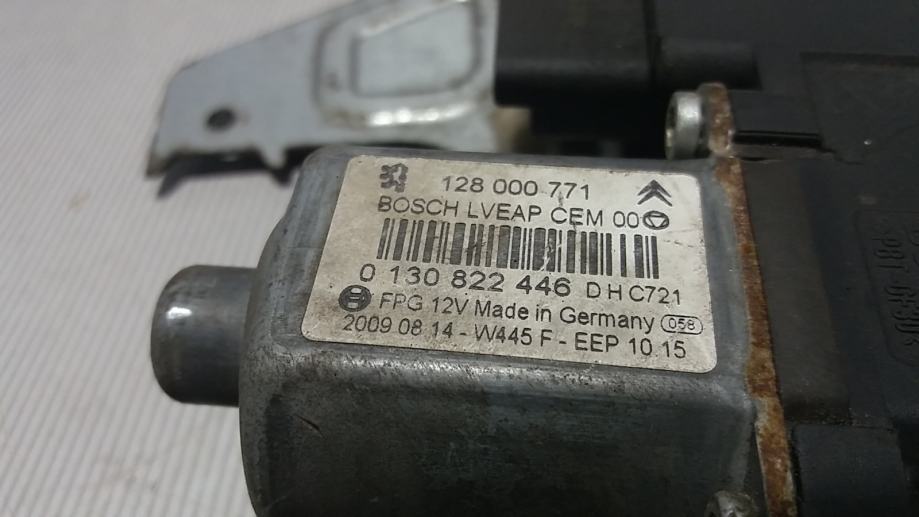 128 000 771
BOSCH LVEAP CEM 00
0 130 822 446 DHC721
FPG 12V Made in Germany 058
2009 08 14 - W445 F - EEP 10.15